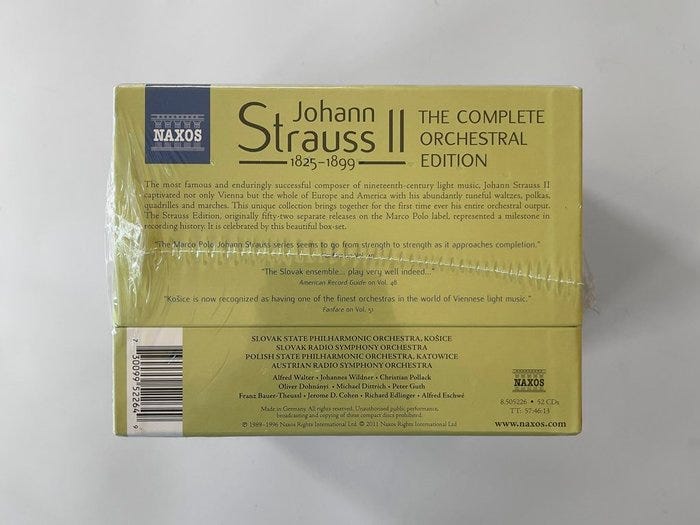 NAXOS
Johann
Strauss II
1825–1899
THE COMPLETE
ORCHESTRAL
EDITION
The most famous and enduringly successful composer of nineteenth-century light music, Johann Strauss II
captivated not only Vienna but the whole of Europe and America with his abundantly tuneful waltzes, polkas,
quadrilles and marches. This unique collection brings together for the first time ever his entire orchestral output.
The Strauss Edition, originally fifty-two separate releases on the Marco Polo label, represented a milestone in
recording history. It is celebrated by this beautiful box-set.
"The Marco Polo Johann Strauss series seems to go from strength to strength as it approaches completion."
"The Slovak ensemble... play very well indeed..."
American Record Guide on Vol. 48
"Košice is now recognized as having one of the finest orchestras in the world of Viennese light music."
Fanfare on Vol. 51
SLOVAK STATE PHILHARMONIC ORCHESTRA, KOŠICE
SLOVAK RADIO SYMPHONY ORCHESTRA
POLISH STATE PHILHARMONIC ORCHESTRA, KATOWICE
AUSTRIAN RADIO SYMPHONY ORCHESTRA
Alfred Walter • Johannes Wildner • Christian Pollack
Oliver Dohnányi • Michael Dittrich • Peter Guth
Franz Bauer-Theussl • Jerome D. Cohen • Richard Edlinger • Alfred Eschwé
Made in Germany. All rights reserved. Unauthorised public performance,
broadcasting and copying of these compact discs prohibited.
℗ 1989–1996 Naxos Rights International Ltd. © 2011 Naxos Rights International Ltd
7 30099 52264 9
NAXOS
8.505226 • 52 CDs
TT: 57:46:13
www.naxos.com